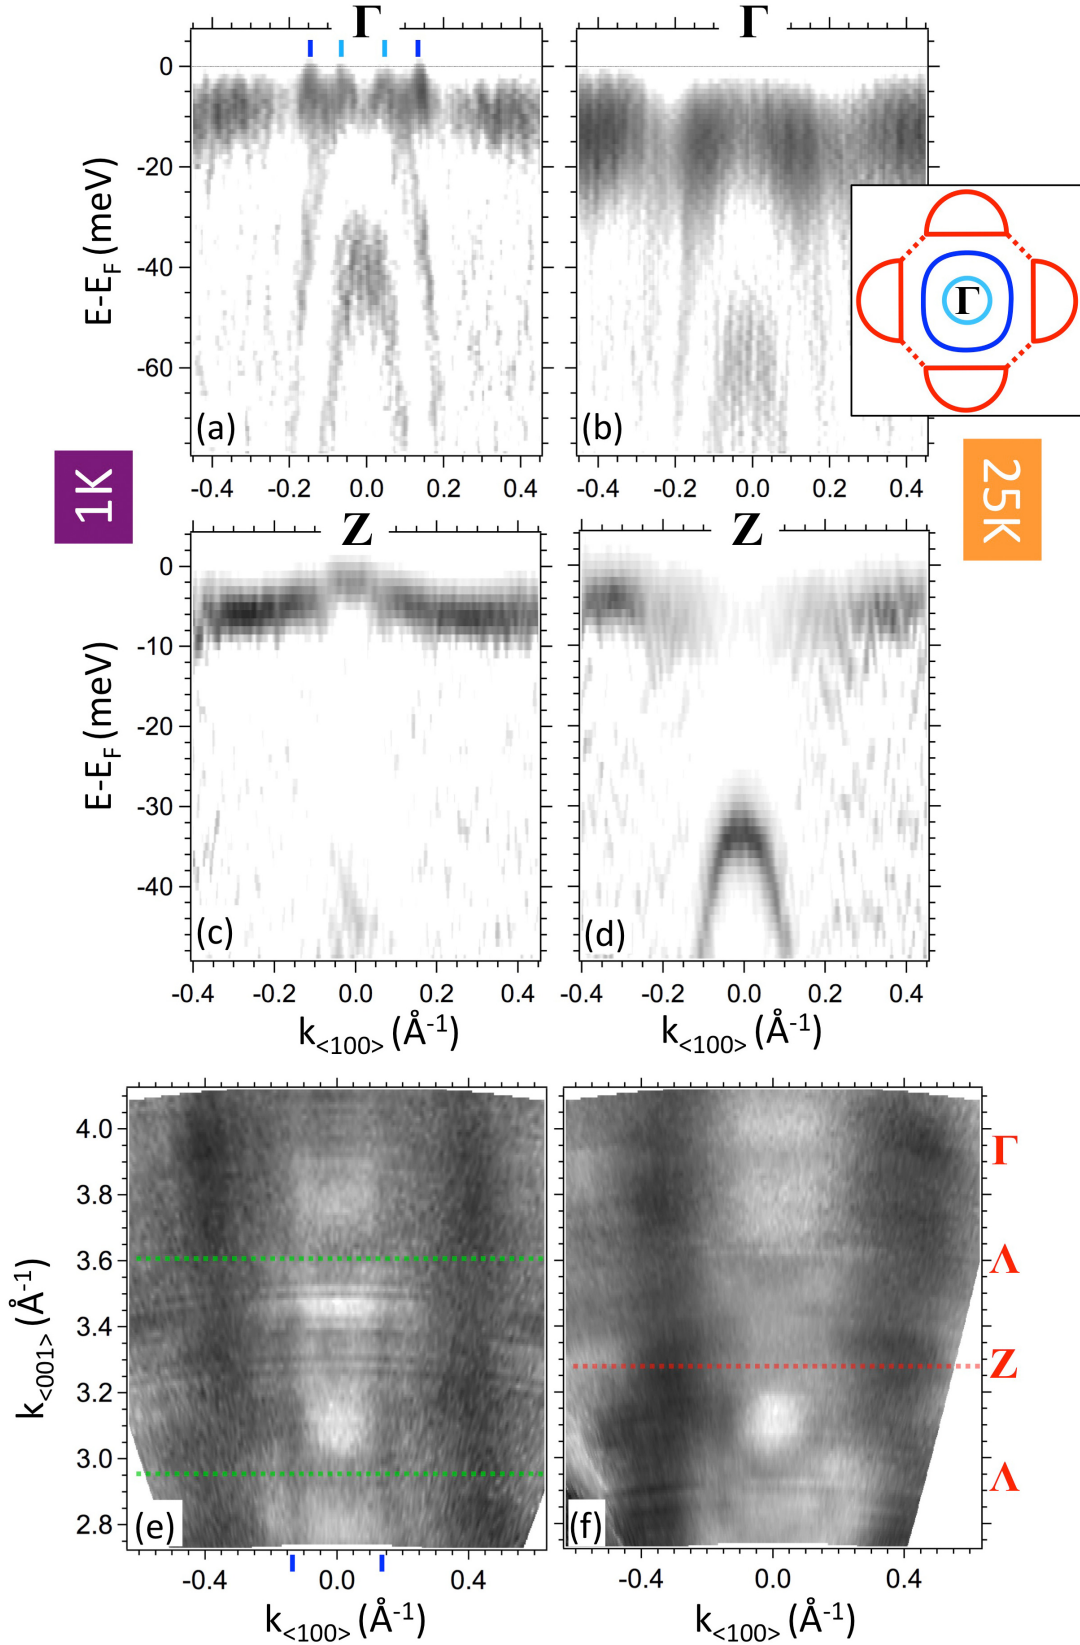 Γ Γ
0
-20
-40
-60
E-E_F (meV)
(a) (b)
Γ
-0.4 -0.2 0.0 0.2 0.4
-0.4 -0.2 0.0 0.2 0.4
1K
25K
Z Z
0
-10
-20
-30
-40
E-E_F (meV)
(c) (d)
-0.4 -0.2 0.0 0.2 0.4
-0.4 -0.2 0.0 0.2 0.4
k<100> (Å-1) k<100> (Å-1)
4.0
3.8
3.6
3.4
3.2
3.0
2.8
k<001> (Å-1)
Γ
Λ
Z
Λ
(e) (f)
-0.4 0.0 0.4
-0.4 0.0 0.4
k<100> (Å-1) k<100> (Å-1)